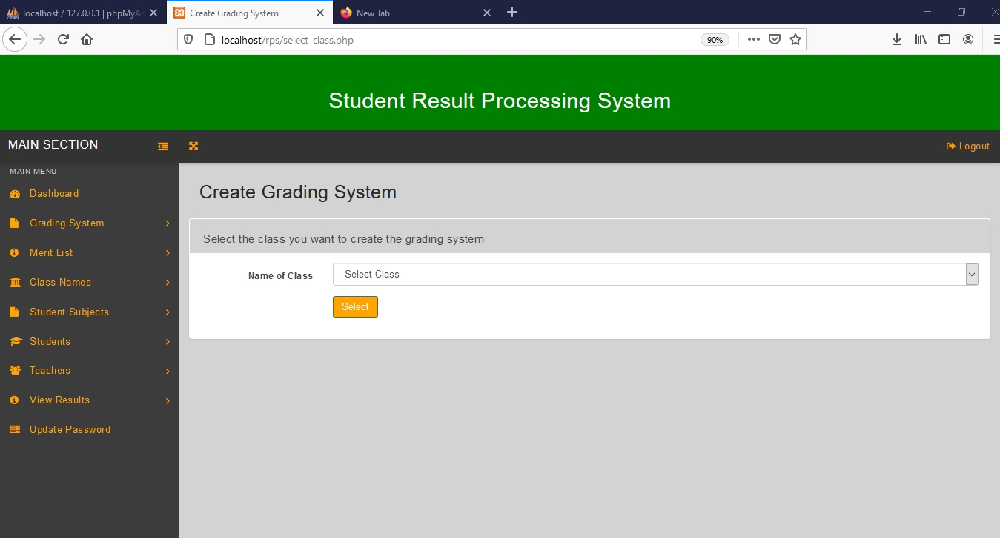 localhost / 127.0.0.1 | phpMyAd
Create Grading System
New Tab
localhost/rps/select-class.php
90%
Student Result Processing System
MAIN SECTION
Logout
MAIN MENU
Dashboard
Grading System
Merit List
Class Names
Student Subjects
Students
Teachers
View Results
Update Password
Create Grading System
Select the class you want to create the grading system
Name of Class
Select Class
Select